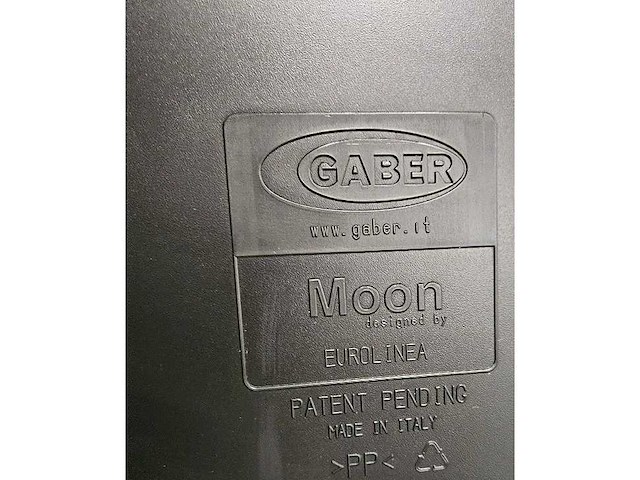 GABER
www.gaber.it
Moon
designed by
EUROLINEA
PATENT PENDING
MADE IN ITALY
>PP<